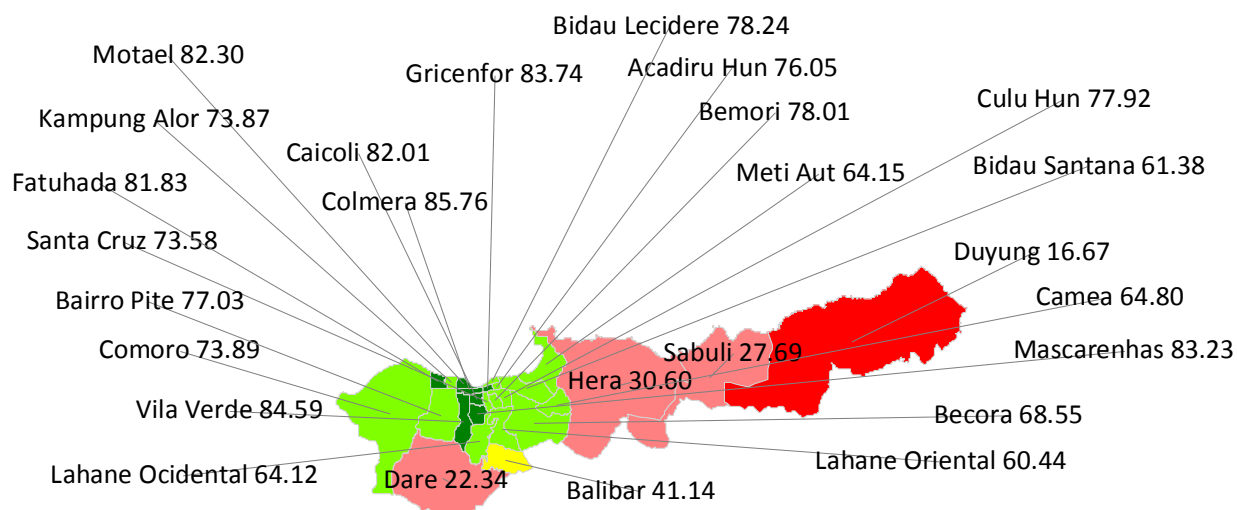 Bidau Lecidere 78.24
Motael 82.30
Gricenfor 83.74
Acadiru Hun 76.05
Culu Hun 77.92
Kampung Alor 73.87
Bemori 78.01
Caicoli 82.01
Meti Aut 64.15
Bidau Santana 61.38
Fatuhada 81.83
Colmera 85.76
Santa Cruz 73.58
Duyung 16.67
Bairro Pite 77.03
Camea 64.80
Comoro 73.89
Sabuli 27.69
Mascarenhas 83.23
Hera 30.60
Vila Verde 84.59
Becora 68.55
Lahane Ocidental 64.12
Dare 22.34
Balibar 41.14
Lahane Oriental 60.44